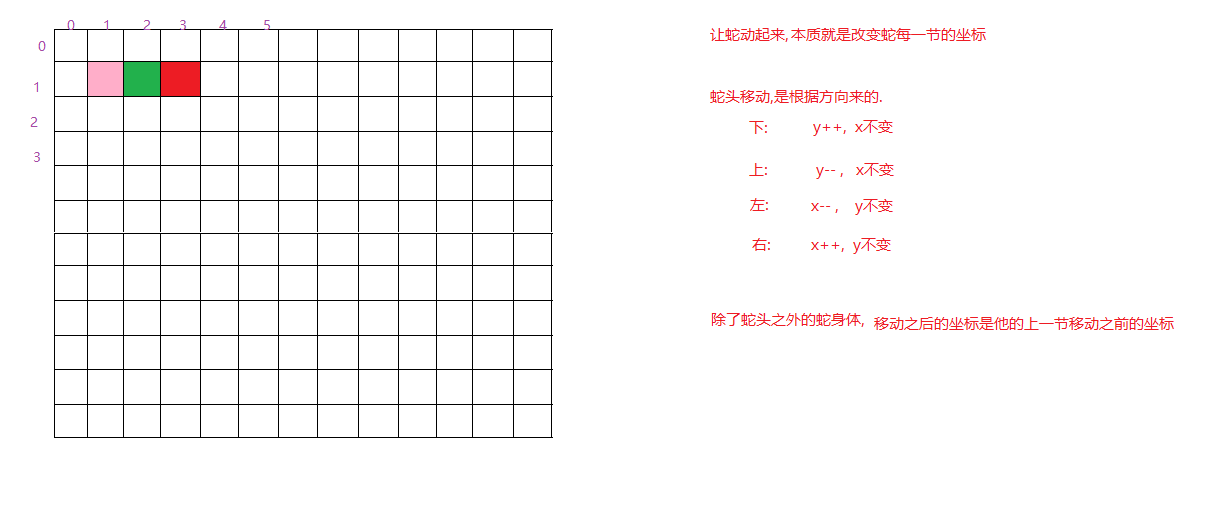 0 1 2 3 4 5
0
1
2
3
让蛇动起来,本质就是改变蛇每一节的坐标
蛇头移动,是根据方向来的.
下: y++, x不变
上: y-- , x不变
左: x-- , y不变
右: x++, y不变
除了蛇头之外的蛇身体, 移动之后的坐标是他的上一节移动之前的坐标